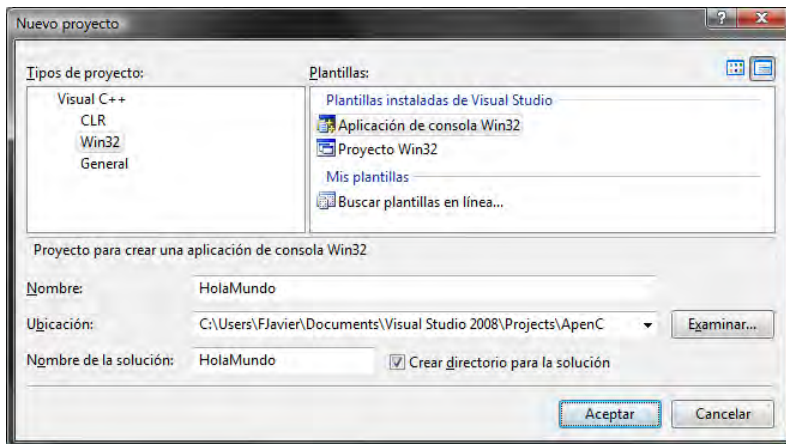 Nuevo proyecto
Tipos de proyecto:
Plantillas:
Visual C++
CLR
Win32
General
Plantillas instaladas de Visual Studio
Aplicación de consola Win32
Proyecto Win32
Mis plantillas
Buscar plantillas en línea...
Proyecto para crear una aplicación de consola Win32
Nombre:
HolaMundo
Ubicación:
C:\Users\FJavier\Documents\Visual Studio 2008\Projects\ApenC
Examinar...
Nombre de la solución:
HolaMundo
Crear directorio para la solución
Aceptar
Cancelar